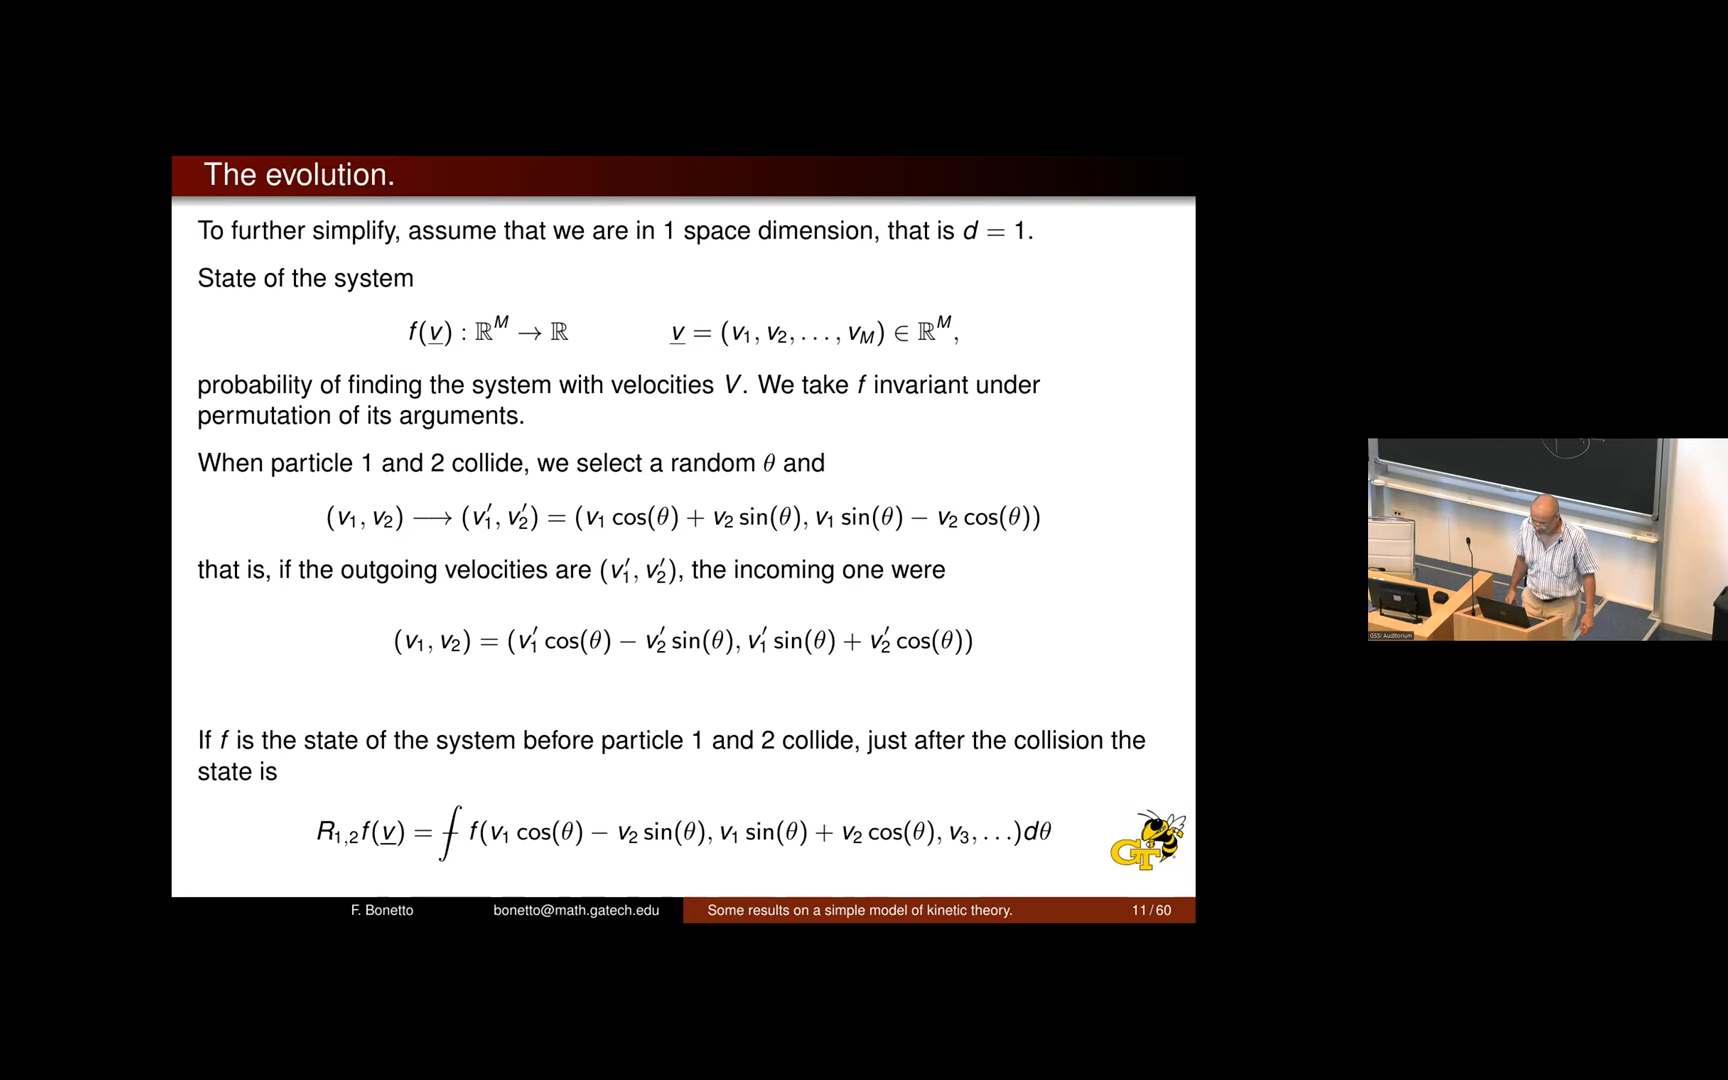 The evolution.
To further simplify, assume that we are in 1 space dimension, that is d = 1.
State of the system
f(v) : ℝ^M → ℝ v = (v₁, v₂, . . . , v_M) ∈ ℝ^M,
probability of finding the system with velocities V. We take f invariant under
permutation of its arguments.
When particle 1 and 2 collide, we select a random θ and
(v₁, v₂) ⟶ (v₁′, v₂′) = (v₁ cos(θ) + v₂ sin(θ), v₁ sin(θ) − v₂ cos(θ))
that is, if the outgoing velocities are (v₁′, v₂′), the incoming one were
(v₁, v₂) = (v₁′ cos(θ) − v₂′ sin(θ), v₁′ sin(θ) + v₂′ cos(θ))
If f is the state of the system before particle 1 and 2 collide, just after the collision the
state is
R₁,₂f(v) = ⨍ f(v₁ cos(θ) − v₂ sin(θ), v₁ sin(θ) + v₂ cos(θ), v₃, . . .)dθ
GT
F. Bonetto bonetto@math.gatech.edu Some results on a simple model of kinetic theory. 11 / 60
GSSI Auditorium